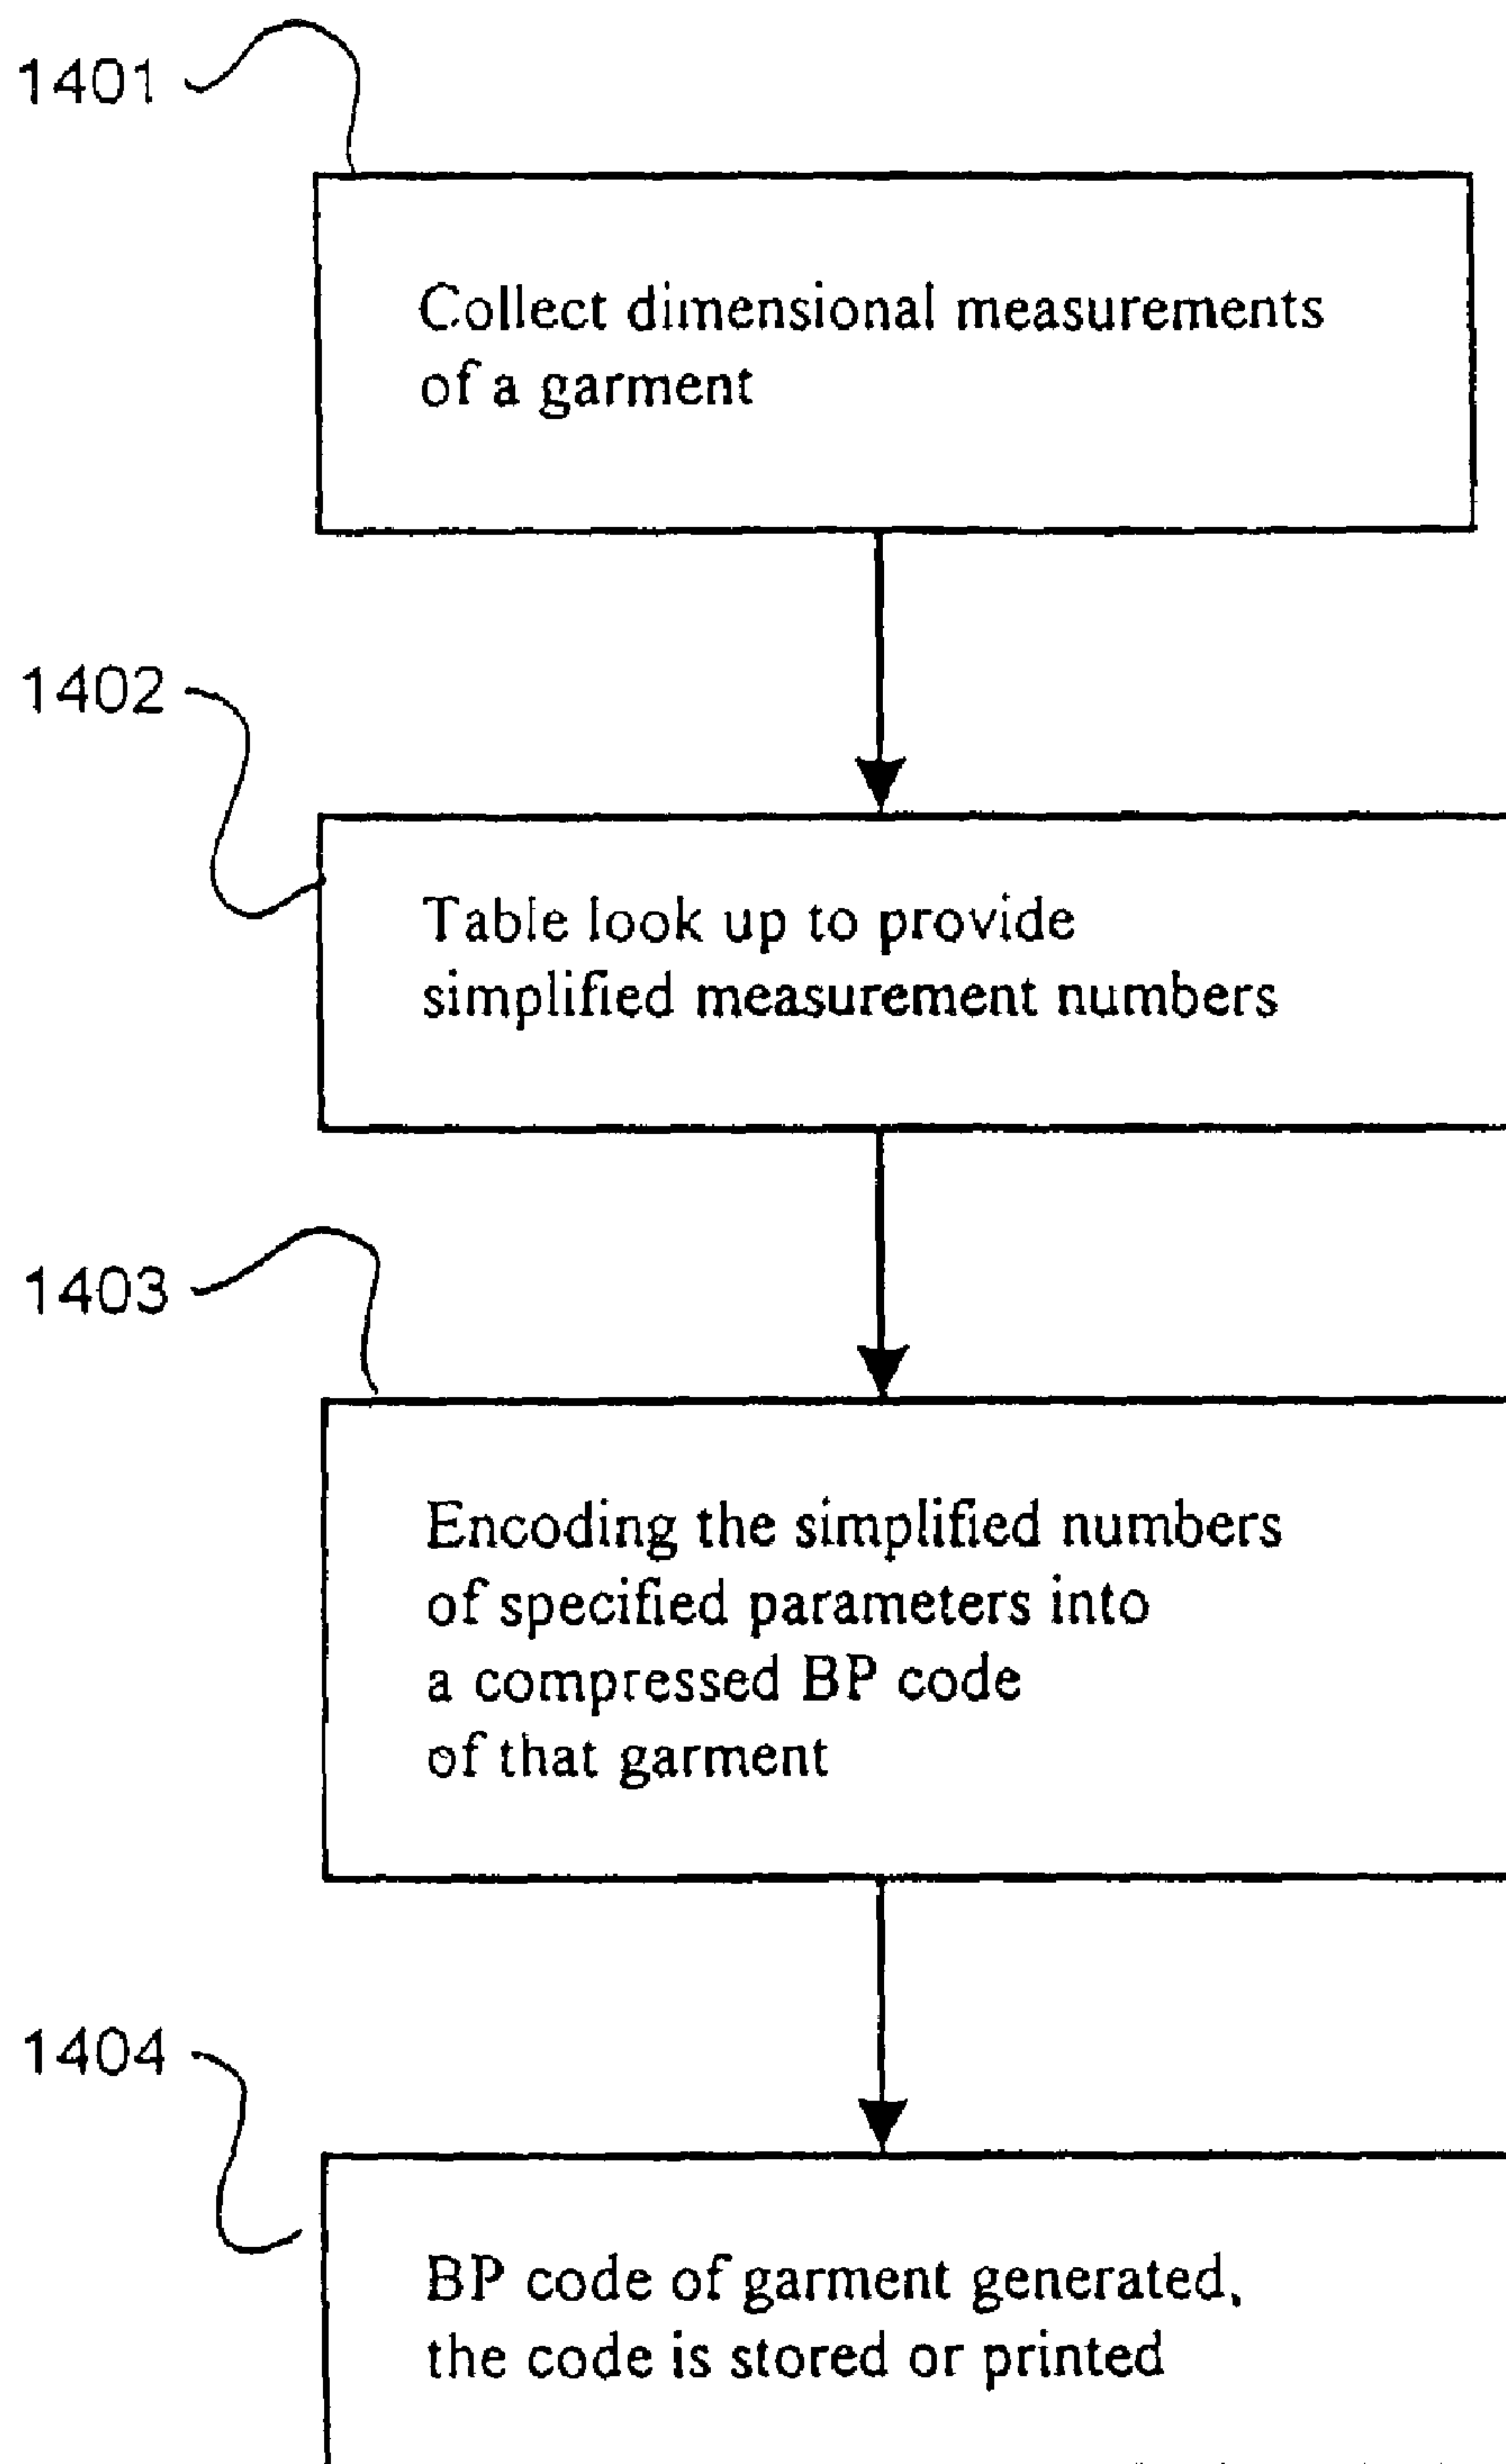 1401
Collect dimensional measurements
of a garment
1402
Table look up to provide
simplified measurement numbers
1403
Encoding the simplified numbers
of specified parameters into
a compressed BP code
of that garment
1404
BP code of garment generated,
the code is stored or printed